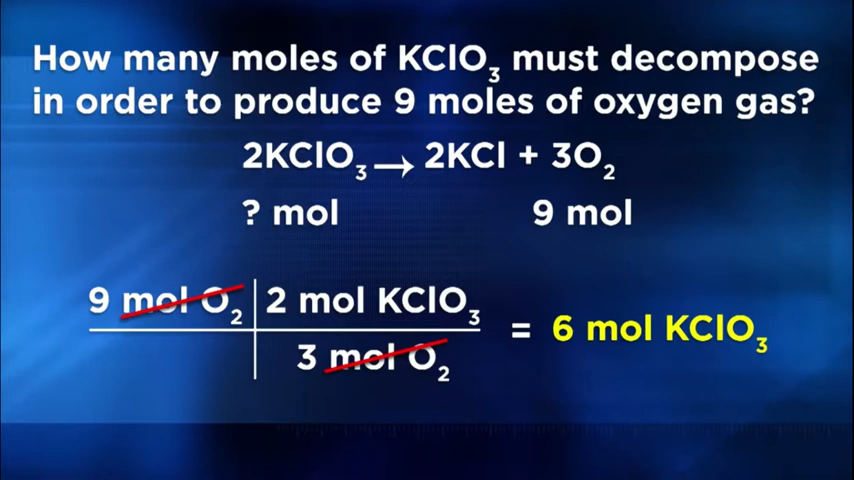 How many moles of KClO₃ must decompose
in order to produce 9 moles of oxygen gas?
2KClO₃ → 2KCl + 3O₂
? mol 9 mol
9 mol O₂ 2 mol KClO₃
= 6 mol KClO₃
3 mol O₂